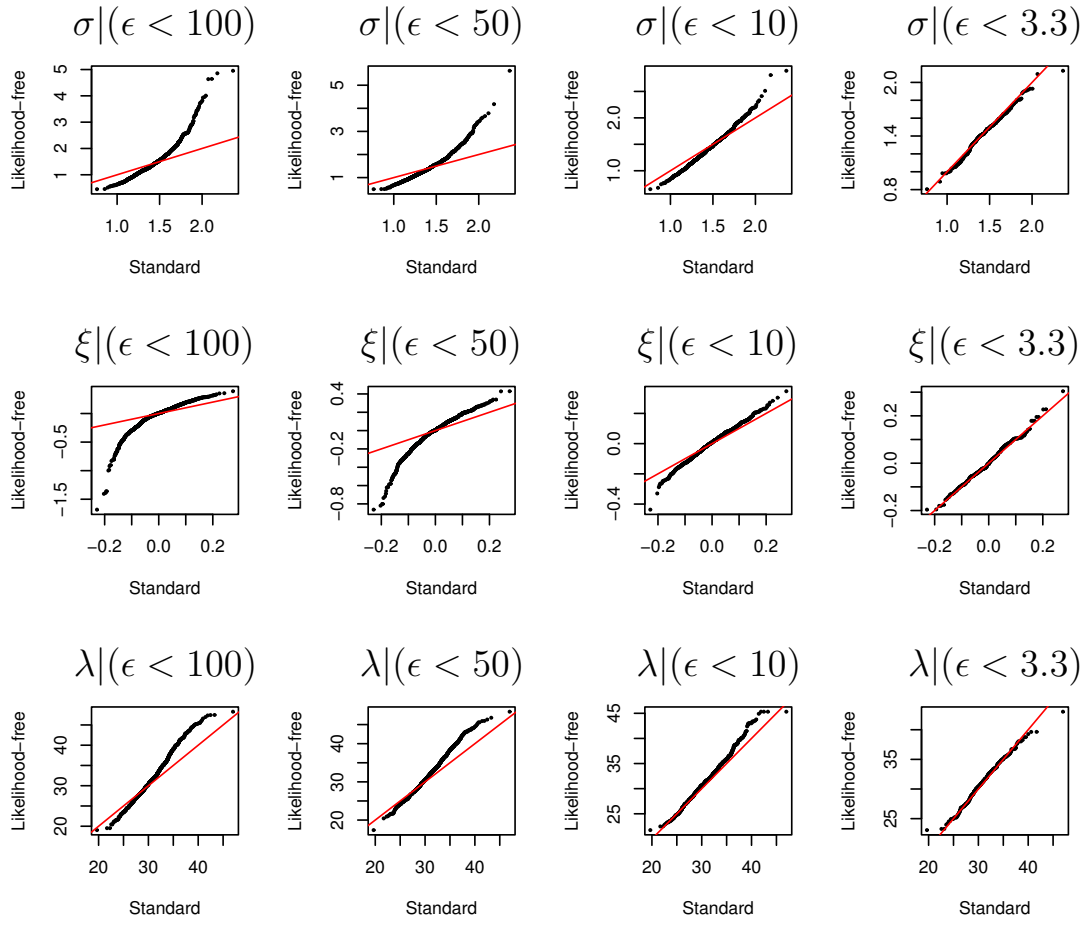 σ|(ϵ < 100) σ|(ϵ < 50) σ|(ϵ < 10) σ|(ϵ < 3.3)
Likelihood−free
1 2 3 4 5
1.0 1.5 2.0
Standard
Likelihood−free
1 3 5
1.0 1.5 2.0
Standard
Likelihood−free
1.0 2.0
1.0 1.5 2.0
Standard
Likelihood−free
0.8 1.4 2.0
1.0 1.5 2.0
Standard
ξ|(ϵ < 100) ξ|(ϵ < 50) ξ|(ϵ < 10) ξ|(ϵ < 3.3)
Likelihood−free
−1.5 −0.5
−0.2 0.0 0.2
Standard
Likelihood−free
−0.8 −0.2 0.4
−0.2 0.0 0.2
Standard
Likelihood−free
−0.4 0.0
−0.2 0.0 0.2
Standard
Likelihood−free
−0.2 0.0 0.2
−0.2 0.0 0.2
Standard
λ|(ϵ < 100) λ|(ϵ < 50) λ|(ϵ < 10) λ|(ϵ < 3.3)
Likelihood−free
20 30 40
20 30 40
Standard
Likelihood−free
20 30 40
20 30 40
Standard
Likelihood−free
25 35 45
20 30 40
Standard
Likelihood−free
25 35
20 30 40
Standard